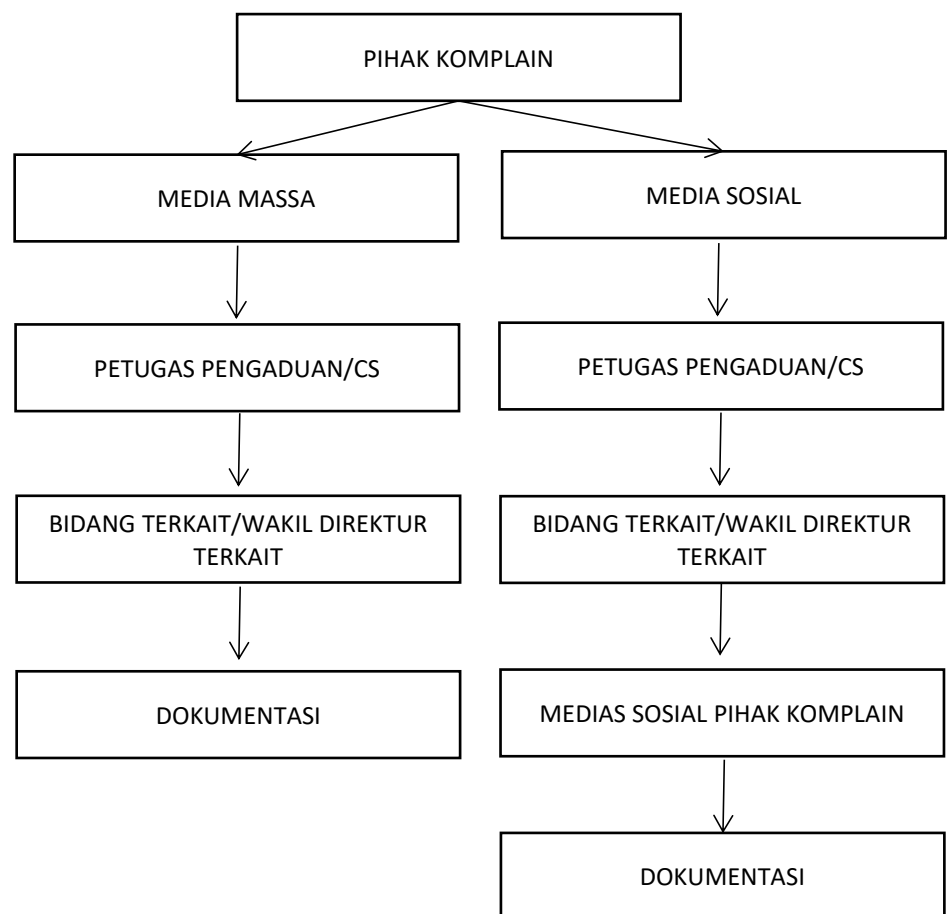 PIHAK KOMPLAIN
MEDIA MASSA
MEDIA SOSIAL
PETUGAS PENGADUAN/CS
PETUGAS PENGADUAN/CS
BIDANG TERKAIT/WAKIL DIREKTUR
TERKAIT
BIDANG TERKAIT/WAKIL DIREKTUR
TERKAIT
DOKUMENTASI
MEDIAS SOSIAL PIHAK KOMPLAIN
DOKUMENTASI